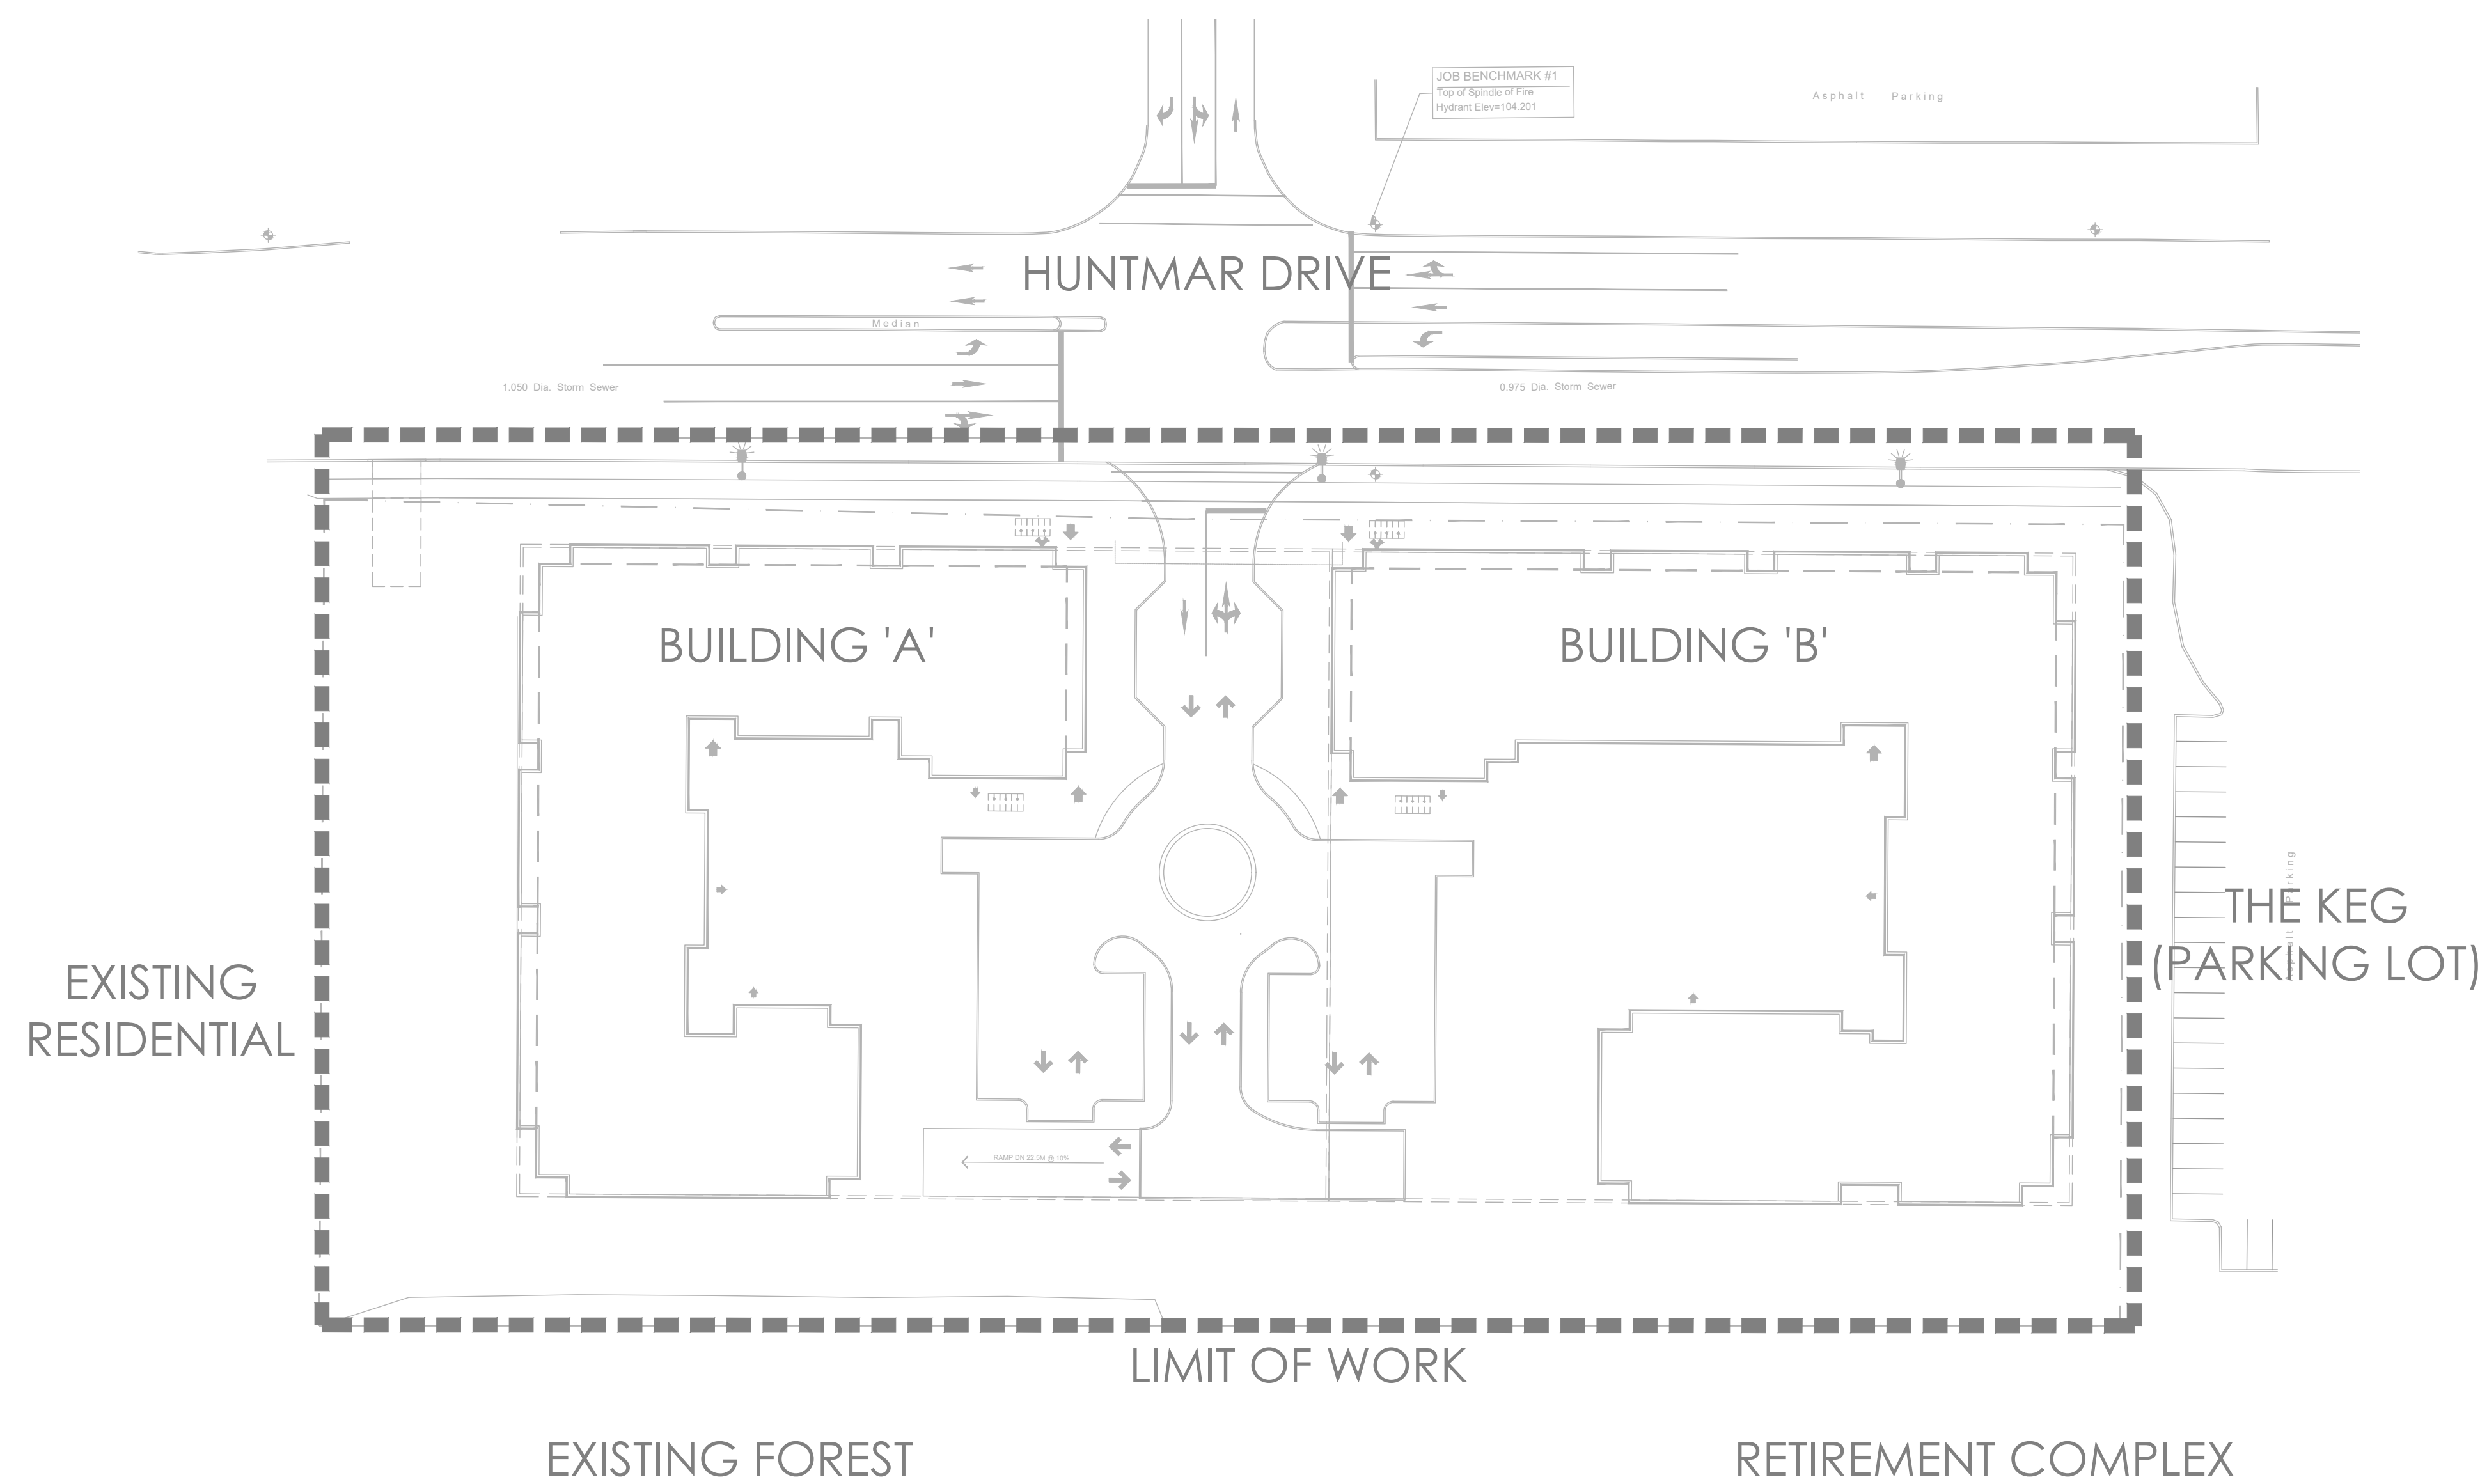 JOB BENCHMARK #1
Top of Spindle of Fire
Hydrant Elev=104.201
Asphalt Parking
HUNTMAR DRIVE
Median
1.050 Dia. Storm Sewer
0.975 Dia. Storm Sewer
BUILDING 'A'
BUILDING 'B'
Asphalt Parking
THE KEG
(PARKING LOT)
EXISTING
RESIDENTIAL
RAMP DN 22.5M @ 10%
LIMIT OF WORK
EXISTING FOREST
RETIREMENT COMPLEX